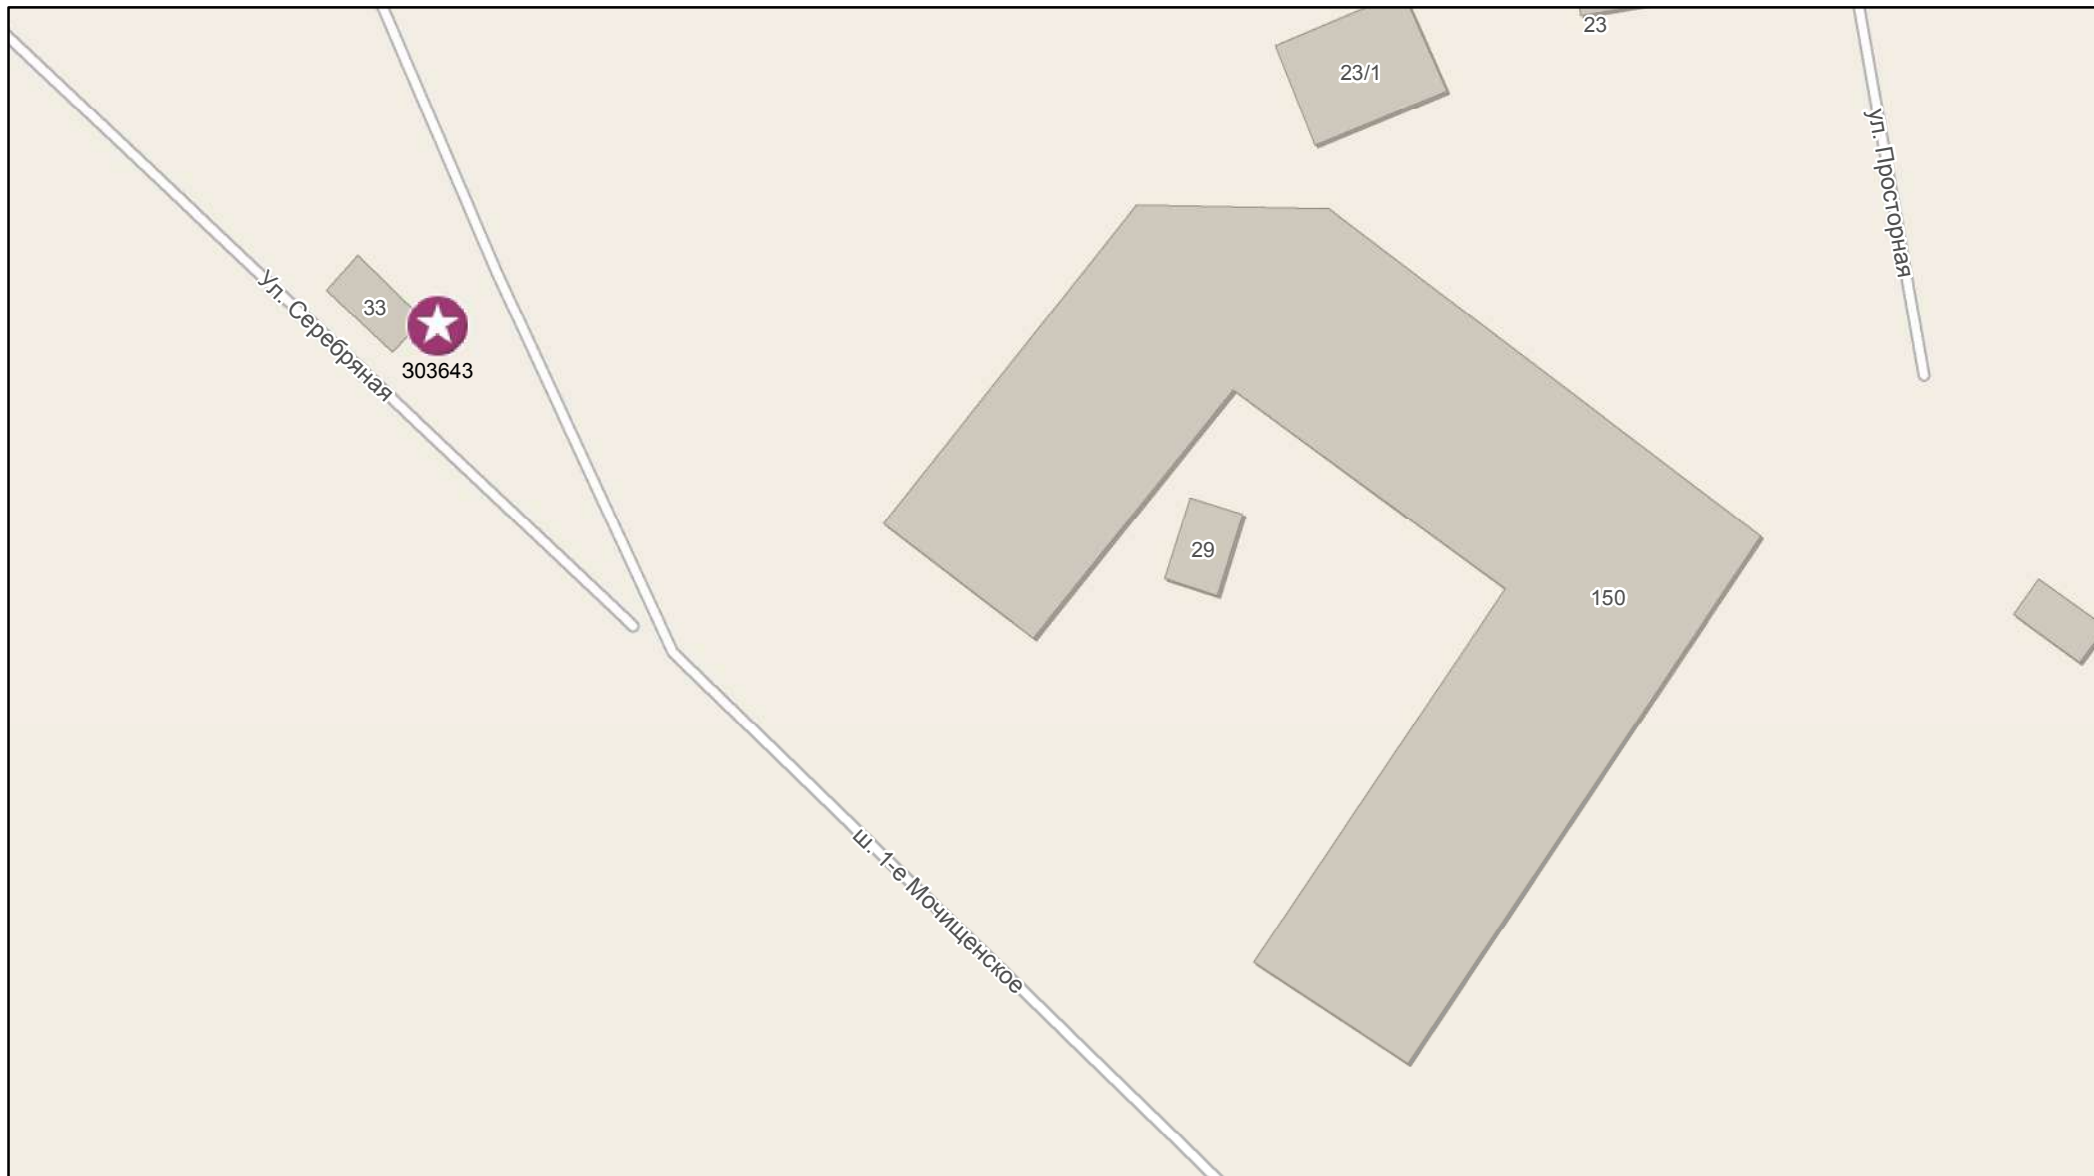 23
23/1
ул. Просторная
33
Ул. Серебряная
303643
29
150
ш. 1-е Мочищенское